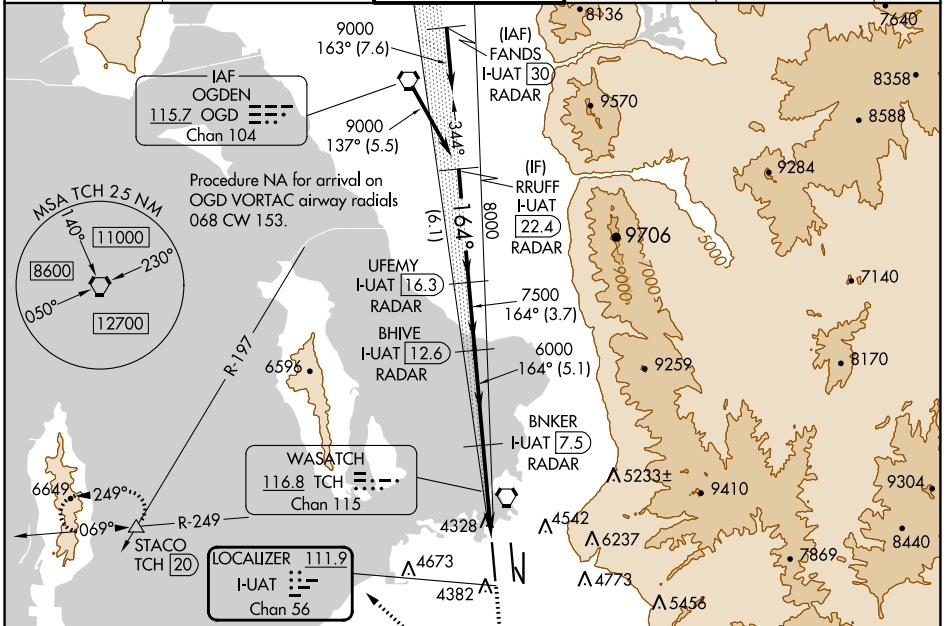 8136
7640
9000
163° (7.6)
(IAF)
FANDS
I-UAT 30
RADAR
8358
8588
9570
IAF
OGDEN
115.7 OGD
Chan 104
9000
137° (5.5)
344°
9284
(IF)
RRUFF
I-UAT
22.4
RADAR
Procedure NA for arrival on
OGD VORTAC airway radials
068 CW 153.
MSA TCH 25 NM
140°
11000
8600
230°
050°
12700
(6.1)
164°
8000
9706
5000
7000
9000
UFEMY
I-UAT 16.3
RADAR
7500
164° (3.7)
7140
BHIVE
I-UAT 12.6
RADAR
6000
164° (5.1)
R-197
6596
9259
8170
BNKER
I-UAT 7.5
RADAR
WASATCH
116.8 TCH
Chan 115
5233±
9410
9304
6649
249°
069°
R-249
STACO
TCH 20
4328
4542
6237
8440
7869
LOCALIZER 111.9
I-UAT
Chan 56
4673
4382
4773
5456